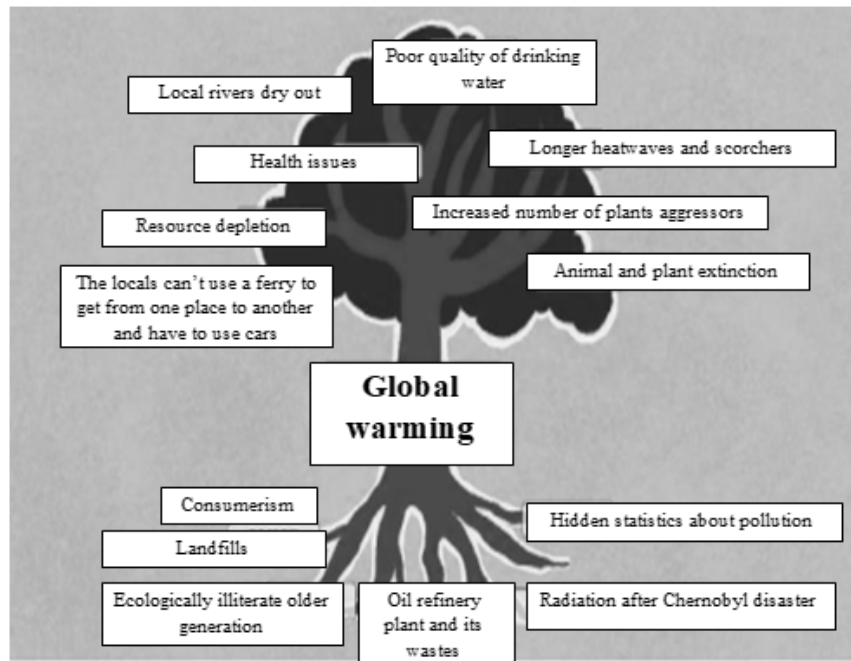 Poor quality of drinking
water
Local rivers dry out
Longer heatwaves and scorchers
Health issues
Increased number of plants aggressors
Resource depletion
Animal and plant extinction
The locals can't use a ferry to
get from one place to another
and have to use cars
Global
warming
Consumerism
Hidden statistics about pollution
Landfills
Ecologically illiterate older
generation
Oil refinery
plant and its
wastes
Radiation after Chernobyl disaster